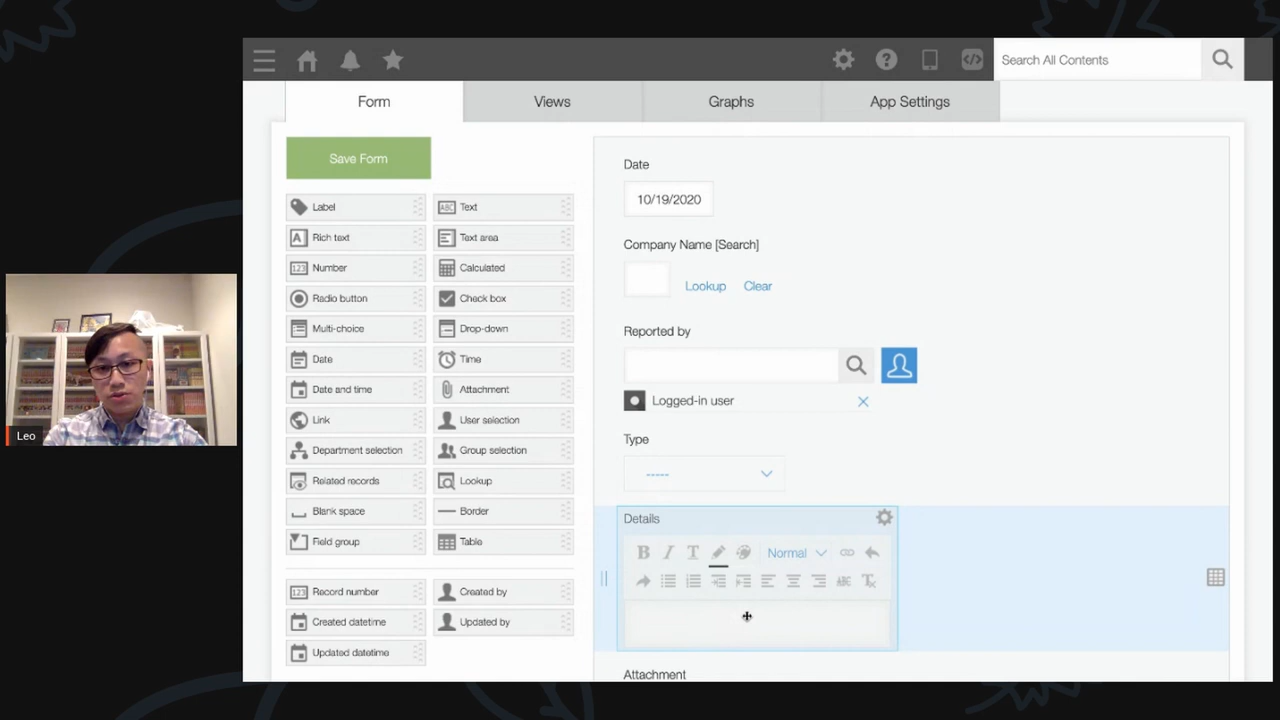 Search All Contents
Form
Views
Graphs
App Settings
Save Form
Label
Text
Rich text
Text area
Number
Calculated
Radio button
Check box
Multi-choice
Drop-down
Date
Time
Date and time
Attachment
Link
User selection
Department selection
Group selection
Related records
Lookup
Blank space
Border
Field group
Table
Record number
Created by
Created datetime
Updated by
Updated datetime
Date
10/19/2020
Company Name [Search]
Lookup Clear
Reported by
Logged-in user
Type
-----
Details
Normal
Attachment
Leo